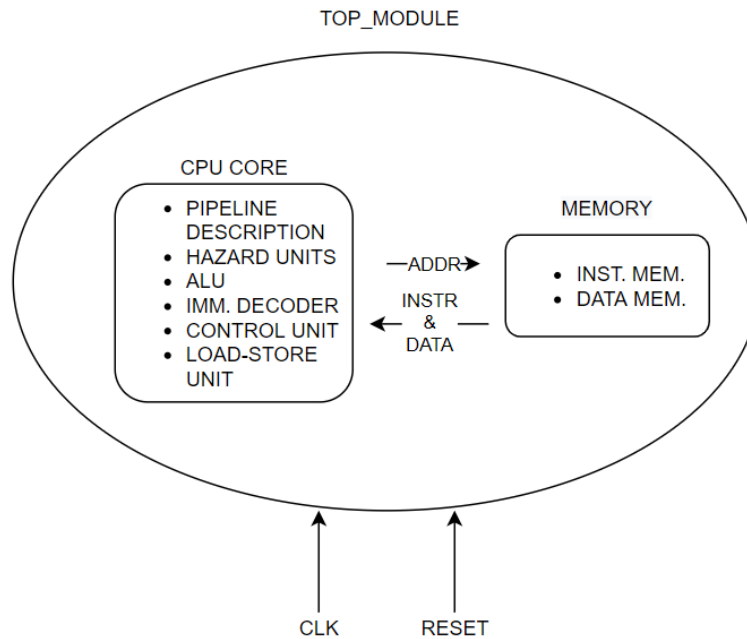 TOP_MODULE
CPU CORE
• PIPELINE
DESCRIPTION
• HAZARD UNITS
• ALU
• IMM. DECODER
• CONTROL UNIT
• LOAD-STORE
UNIT
ADDR
INSTR
&
DATA
MEMORY
• INST. MEM.
• DATA MEM.
CLK
RESET